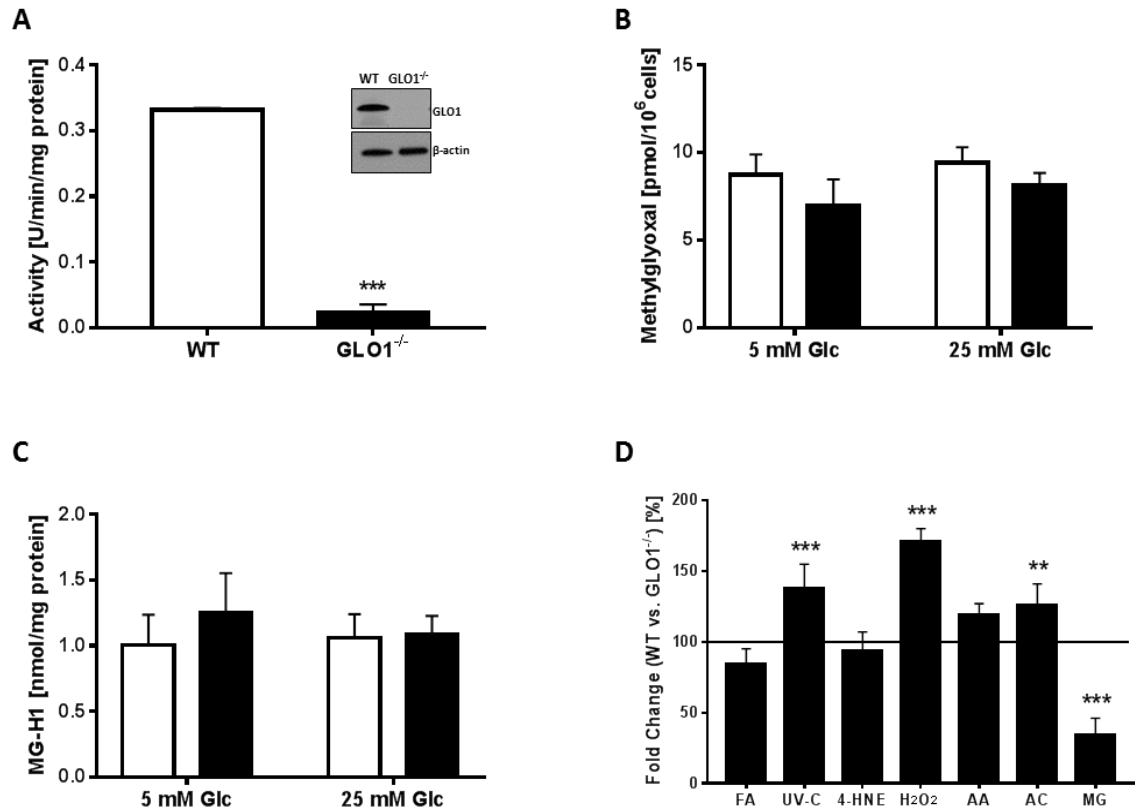 A
Activity [U/min/mg protein]
0.4
0.3
0.2
0.1
0.0
WT GLO1-/-
GLO1
β-actin
***
WT GLO1-/-
B
Methylglyoxal [pmol/10^6 cells]
15
10
5
0
5 mM Glc 25 mM Glc
C
MG-H1 [nmol/mg protein]
2.0
1.5
1.0
0.5
0.0
5 mM Glc 25 mM Glc
D
Fold Change (WT vs. GLO1-/-) [%]
200
150
100
50
0
***
***
**
***
FA UV-C 4-HNE H2O2 AA AC MG